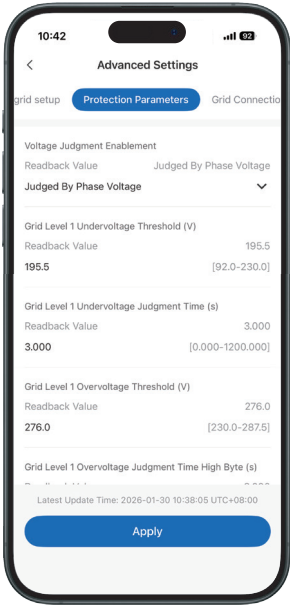 10:42
92
Advanced Settings
grid setup Protection Parameters Grid Connectio
Voltage Judgment Enablement
Readback Value Judged By Phase Voltage
Judged By Phase Voltage
Grid Level 1 Undervoltage Threshold (V)
Readback Value 195.5
195.5 [92.0-230.0]
Grid Level 1 Undervoltage Judgment Time (s)
Readback Value 3.000
3.000 [0.000-1200.000]
Grid Level 1 Overvoltage Threshold (V)
Readback Value 276.0
276.0 [230.0-287.5]
Grid Level 1 Overvoltage Judgment Time High Byte (s)
Latest Update Time: 2026-01-30 10:38:05 UTC+08:00
Apply